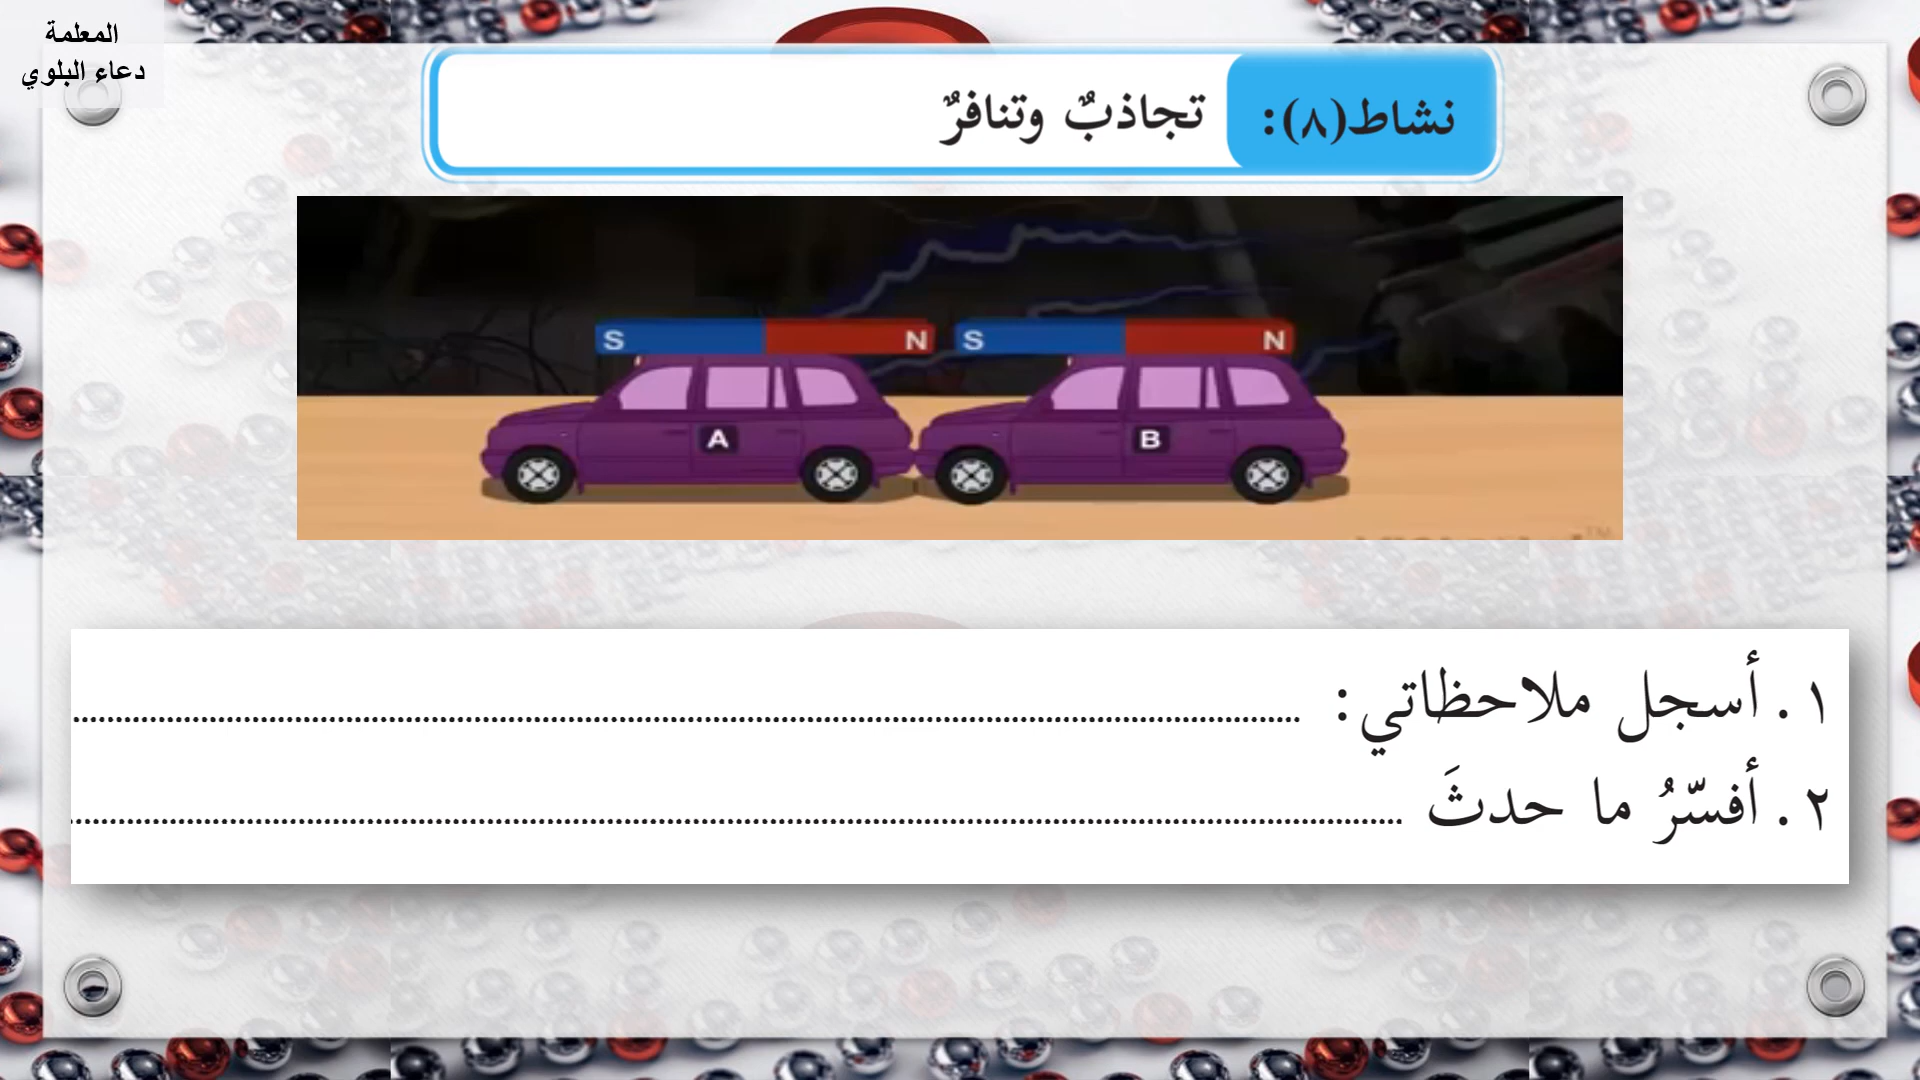 المعلمة
دعاء البلوي
نشاط(٨): تجاذبٌ وتنافرٌ
S N S N
A B
١. أسجل ملاحظاتي: ........................................................
٢. أفسّرُ ما حدثَ ........................................................